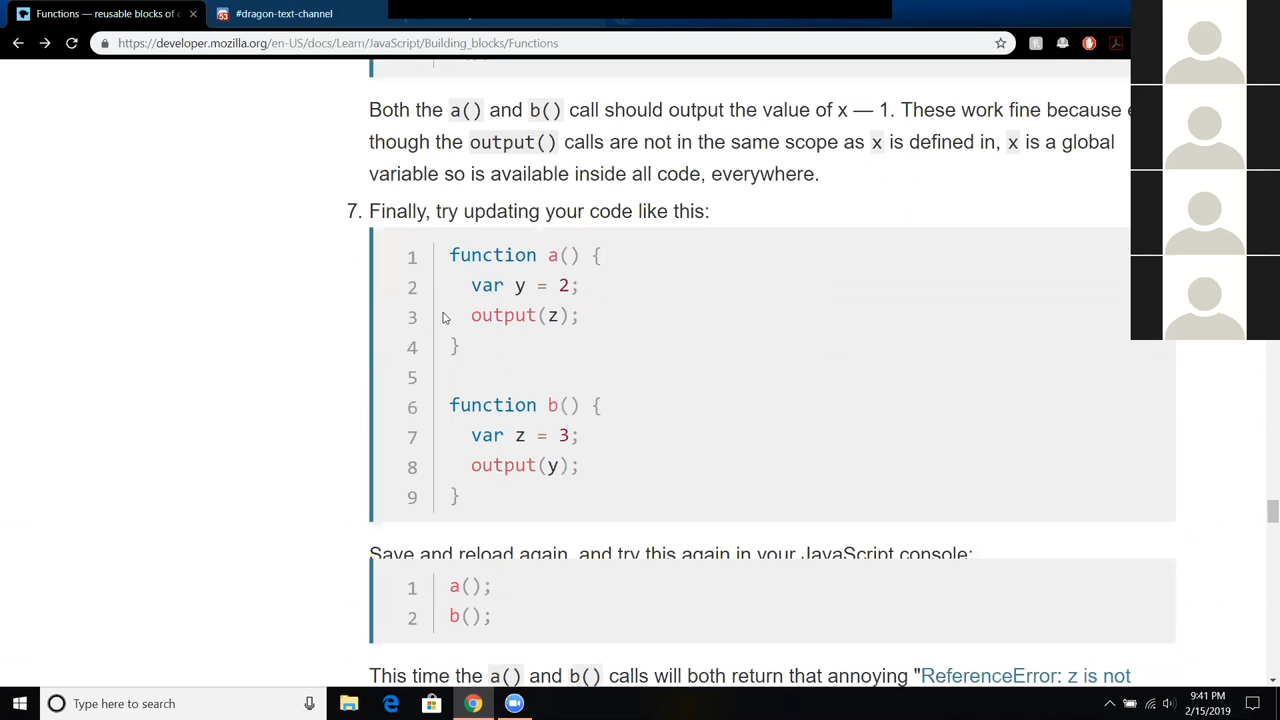 Functions — reusable blocks of c
#dragon-text-channel
https://developer.mozilla.org/en-US/docs/Learn/JavaScript/Building_blocks/Functions
Both the a() and b() call should output the value of x — 1. These work fine because e
though the output() calls are not in the same scope as x is defined in, x is a global
variable so is available inside all code, everywhere.
7. Finally, try updating your code like this:
1 function a() {
2 var y = 2;
3 output(z);
4 }
5
6 function b() {
7 var z = 3;
8 output(y);
9 }
Save and reload again, and try this again in your JavaScript console:
1 a();
2 b();
This time the a() and b() calls will both return that annoying "ReferenceError: z is not
Type here to search
9:41 PM
2/15/2019